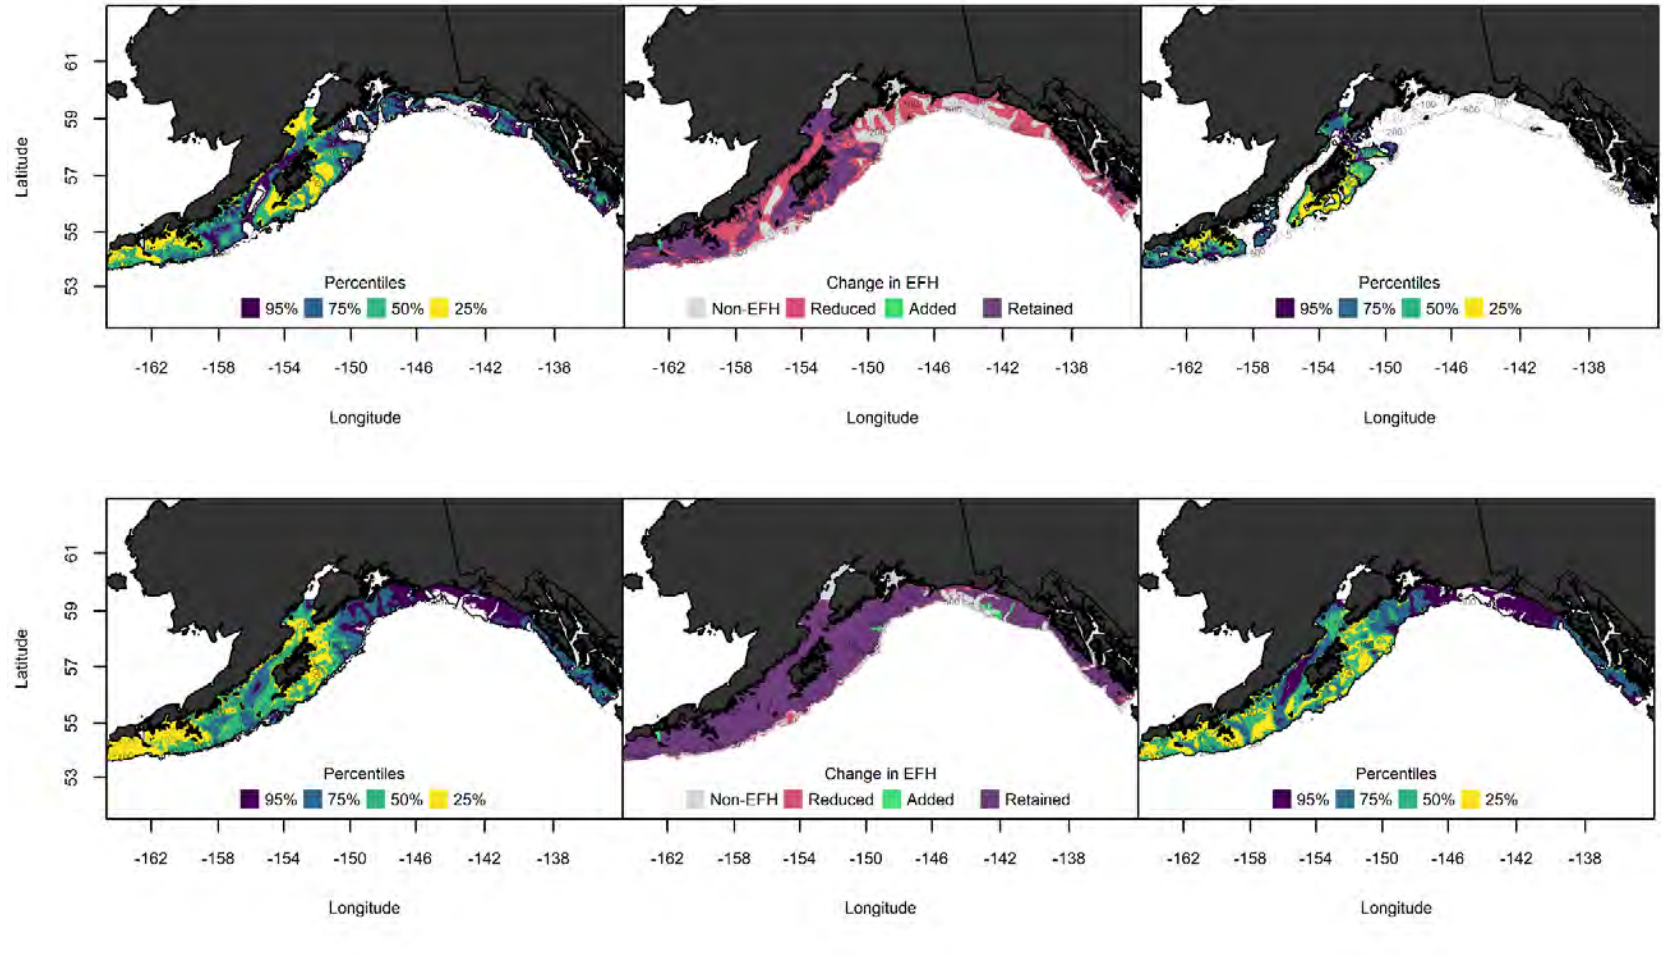 Latitude
61
59
57
55
53
Percentiles
95% 75% 50% 25%
Change in EFH
Non-EFH Reduced Added Retained
Percentiles
95% 75% 50% 25%
-162 -158 -154 -150 -146 -142 -138
-162 -158 -154 -150 -146 -142 -138
-162 -158 -154 -150 -146 -142 -138
Longitude
Longitude
Longitude
Latitude
61
59
57
55
53
Percentiles
95% 75% 50% 25%
Change in EFH
Non-EFH Reduced Added Retained
Percentiles
95% 75% 50% 25%
-162 -158 -154 -150 -146 -142 -138
-162 -158 -154 -150 -146 -142 -138
-162 -158 -154 -150 -146 -142 -138
Longitude
Longitude
Longitude